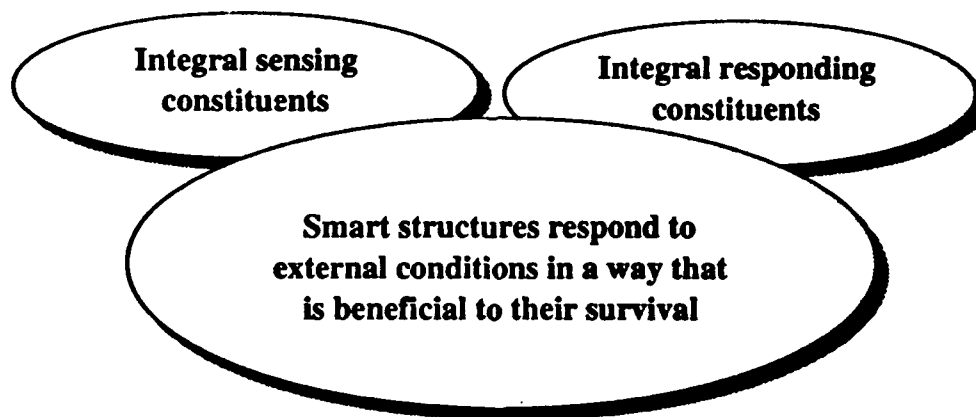 Integral sensing
constituents
Integral responding
constituents
Smart structures respond to
external conditions in a way that
is beneficial to their survival